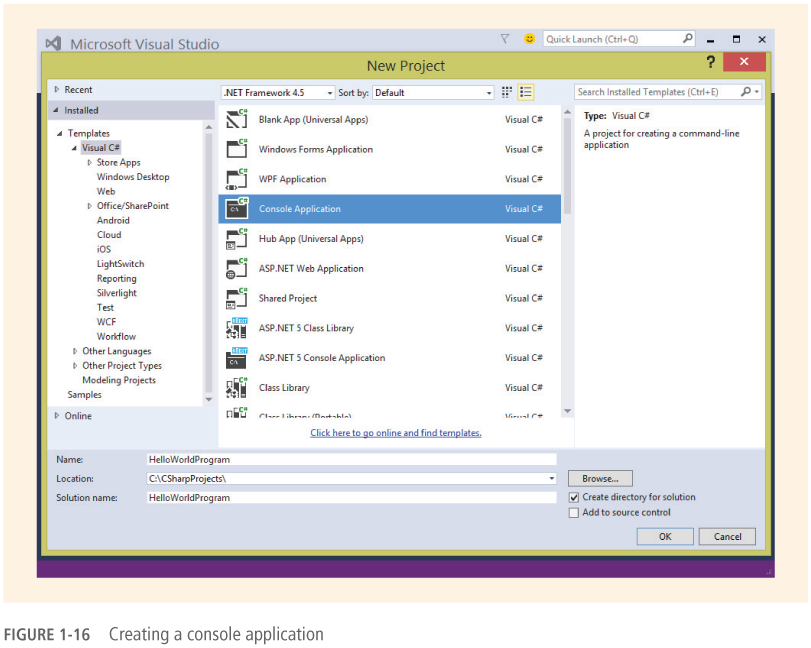 Microsoft Visual Studio
Quick Launch (Ctrl+Q)
New Project
?
Recent
.NET Framework 4.5
Sort by: Default
Search Installed Templates (Ctrl+E)
Installed
Templates
Visual C#
Store Apps
Windows Desktop
Web
Office/SharePoint
Android
Cloud
iOS
LightSwitch
Reporting
Silverlight
Test
WCF
Workflow
Other Languages
Other Project Types
Modeling Projects
Samples
Online
Blank App (Universal Apps) Visual C#
Windows Forms Application Visual C#
WPF Application Visual C#
Console Application Visual C#
Hub App (Universal Apps) Visual C#
ASP.NET Web Application Visual C#
Shared Project Visual C#
ASP.NET 5 Class Library Visual C#
ASP.NET 5 Console Application Visual C#
Class Library Visual C#
Class Library (Portable) Visual C#
Click here to go online and find templates.
Type: Visual C#
A project for creating a command-line
application
Name: HelloWorldProgram
Location: C:\CSharpProjects\
Browse...
Solution name: HelloWorldProgram
Create directory for solution
Add to source control
OK Cancel
FIGURE 1-16 Creating a console application